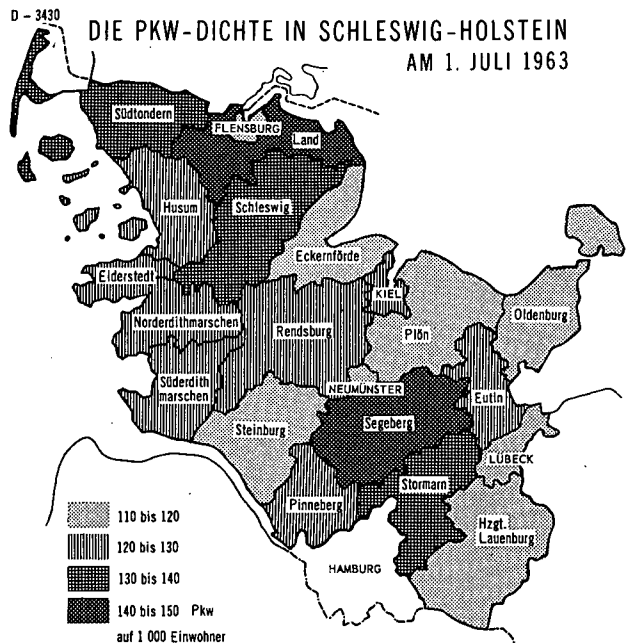 D - 3430
DIE PKW-DICHTE IN SCHLESWIG-HOLSTEIN
AM 1. JULI 1963
Südtondern
FLENSBURG
Land
Husum
Schleswig
Eckernförde
Eiderstedt
KIEL
Norderdithmarschen
Rendsburg
Plön
Oldenburg
Süderdith
marschen
NEUMÜNSTER
Eutin
Steinburg
Segeberg
LÜBECK
Stormarn
Pinneberg
Hzgt.
Lauenburg
HAMBURG
110 bis 120
120 bis 130
130 bis 140
140 bis 150 Pkw
auf 1 000 Einwohner